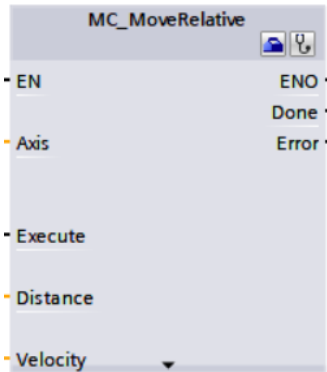 MC_MoveRelative
EN ENO
Done
Axis Error
Execute
Distance
Velocity